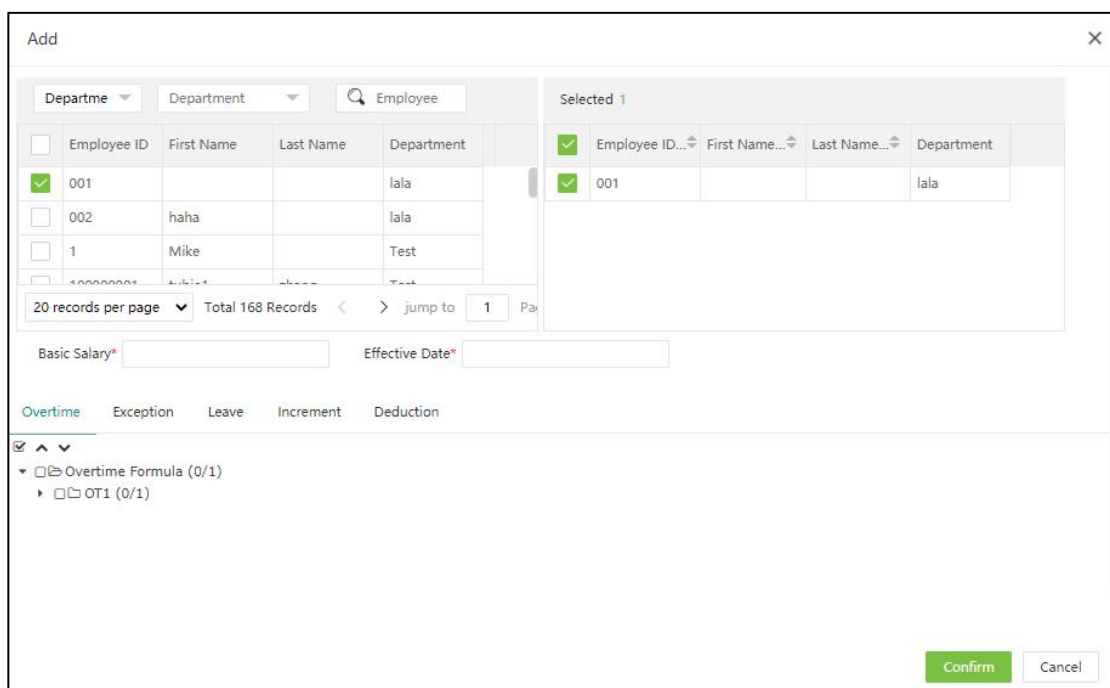 Add
Departme Department Employee
Selected 1
Employee ID First Name Last Name Department
Employee ID... First Name... Last Name... Department
001 lala
001 lala
002 haha lala
1 Mike Test
20 records per page Total 168 Records < > jump to 1
Basic Salary* Effective Date*
Overtime Exception Leave Increment Deduction
Overtime Formula (0/1)
OT1 (0/1)
Confirm Cancel